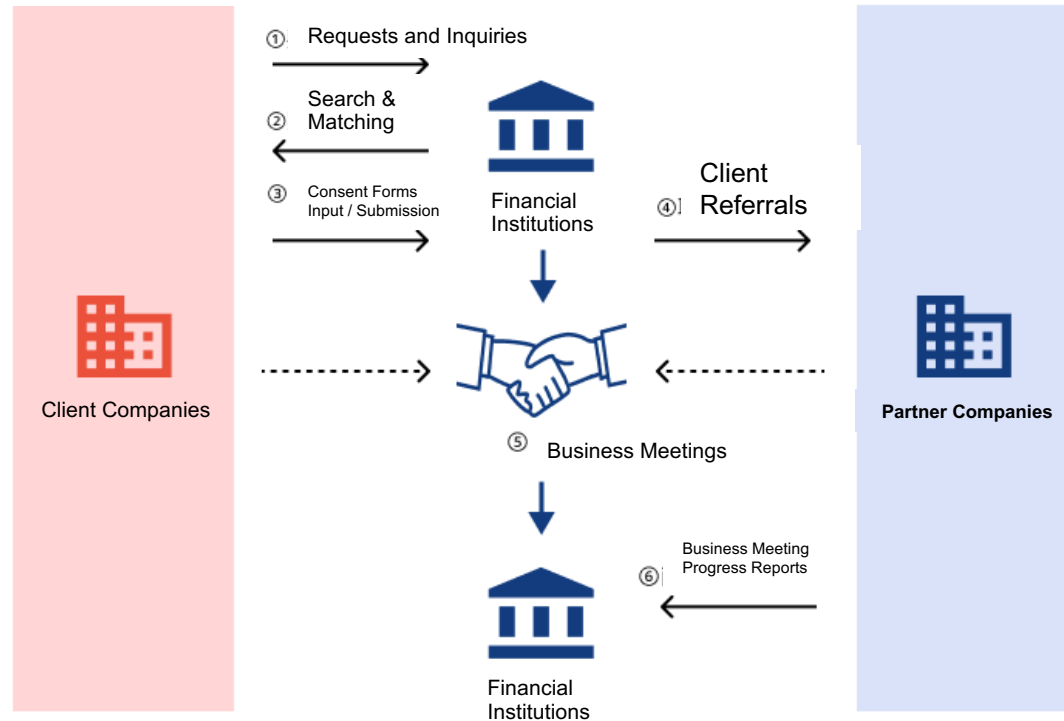 ① Requests and Inquiries
② Search &
Matching
③ Consent Forms
Input / Submission
Financial
Institutions
④ Client
Referrals
Client Companies
Partner Companies
⑤ Business Meetings
⑥ Business Meeting
Progress Reports
Financial
Institutions